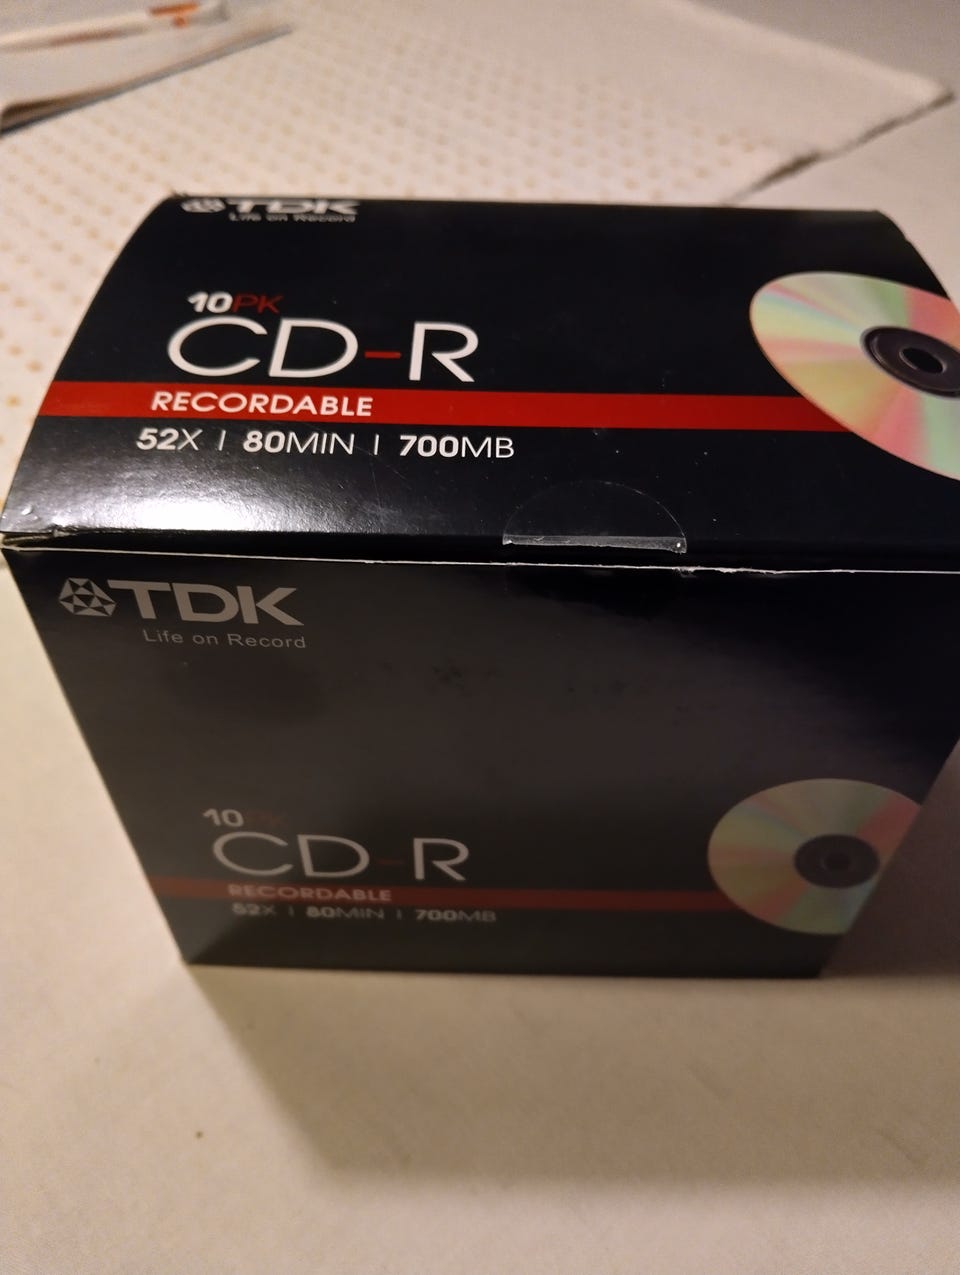 TDK
Life on Record
10PK
CD-R
RECORDABLE
52X | 80MIN | 700MB
TDK
Life on Record
10PK
CD-R
RECORDABLE
52X | 80MIN | 700MB